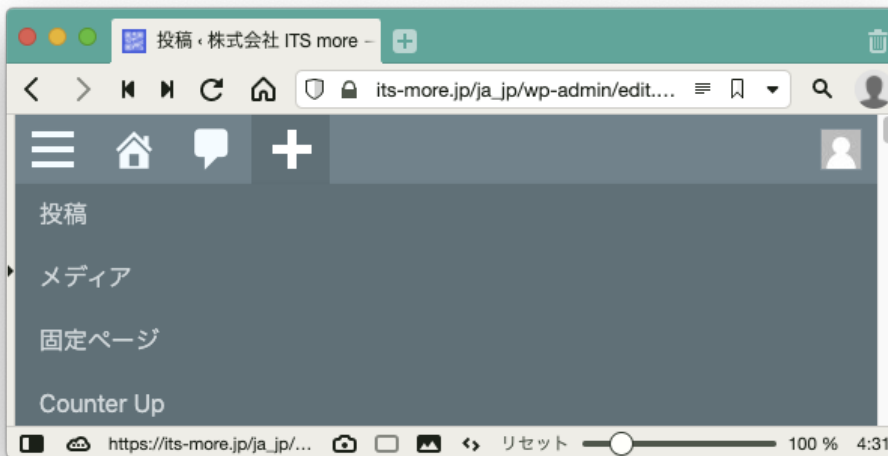 投稿 ‹ 株式会社 ITS more –
its-more.jp/ja_jp/wp-admin/edit....
投稿
メディア
固定ページ
Counter Up
https://its-more.jp/ja_jp/... リセット 100 % 4:31